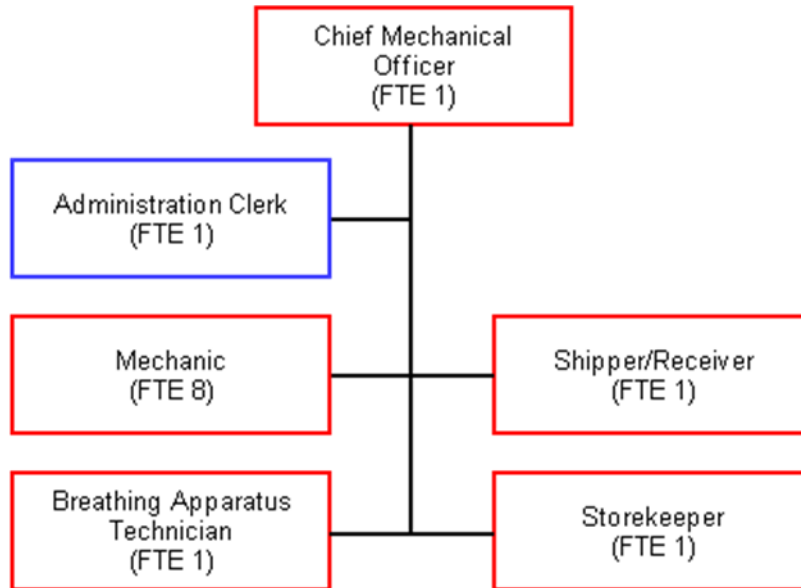 Chief Mechanical
Officer
(FTE 1)
Administration Clerk
(FTE 1)
Mechanic
(FTE 8)
Shipper/Receiver
(FTE 1)
Breathing Apparatus
Technician
(FTE 1)
Storekeeper
(FTE 1)